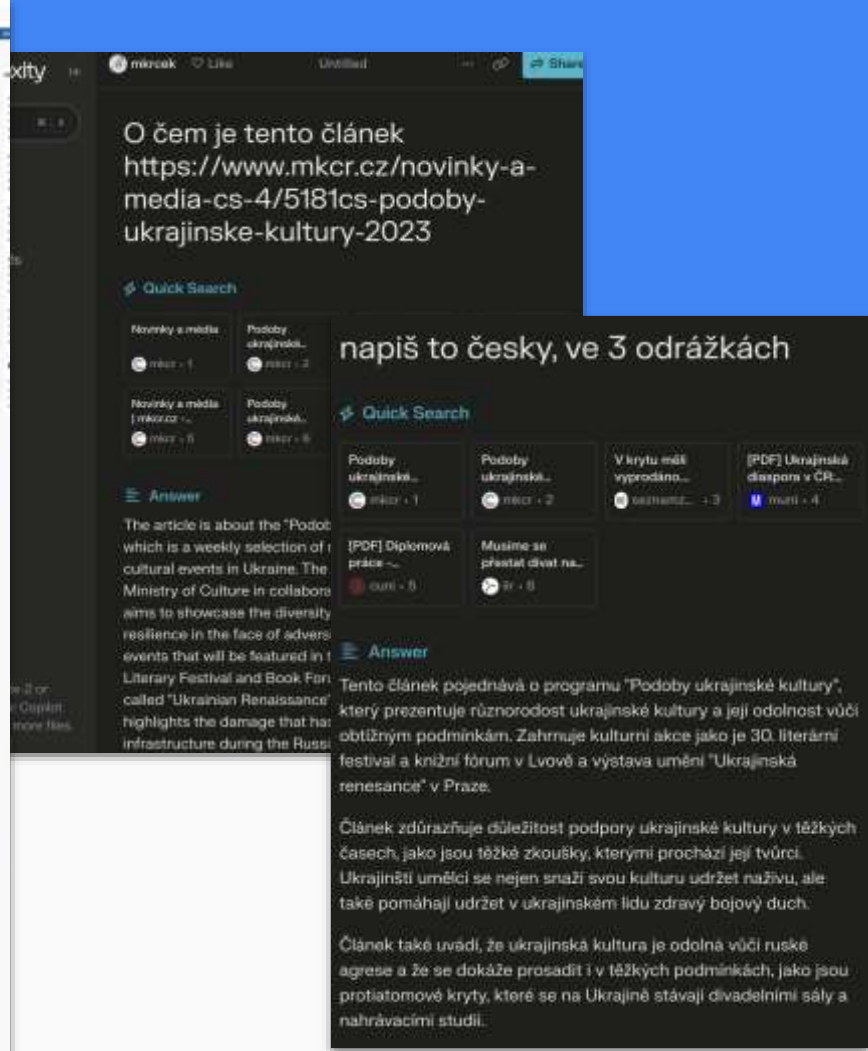 xity
mkrcek Like Untitled Share
O čem je tento článek
https://www.mkcr.cz/novinky-a-
media-cs-4/5181cs-podoby-
ukrajinske-kultury-2023
Quick Search
Novinky a média
mkcr • 1
Podoby
ukrajinské...
mkcr • 2
Novinky a média
| mkcr.cz -...
mkcr • 5
Podoby
ukrajinské...
mkcr • 6
Answer
The article is about the "Podob
which is a weekly selection of
cultural events in Ukraine. The
Ministry of Culture in collabora
aims to showcase the diversity
resilience in the face of advers
events that will be featured in t
Literary Festival and Book For
called "Ukrainian Renaissance"
highlights the damage that ha
infrastructure during the Russi
Copilot
more files.
napiš to česky, ve 3 odrážkách
Quick Search
Podoby
ukrajinské...
mkcr • 1
Podoby
ukrajinské...
mkcr • 2
V krytu měli
vyprodáno...
seznamz... • 3
[PDF] Ukrajinská
diaspora v ČR...
muni • 4
[PDF] Diplomová
práce -...
cuni • 5
Musíme se
přestat dívat na...
• 6
Answer
Tento článek pojednává o programu "Podoby ukrajinské kultury",
který prezentuje různorodost ukrajinské kultury a její odolnost vůči
obtížným podmínkám. Zahrnuje kulturní akce jako je 30. literární
festival a knižní fórum v Lvově a výstava umění "Ukrajinská
renesance" v Praze.
Článek zdůrazňuje důležitost podpory ukrajinské kultury v těžkých
časech, jako jsou těžké zkoušky, kterými prochází její tvůrci.
Ukrajinští umělci se nejen snaží svou kulturu udržet naživu, ale
také pomáhají udržet v ukrajinském lidu zdravý bojový duch.
Článek také uvádí, že ukrajinská kultura je odolná vůči ruské
agrese a že se dokáže prosadit i v těžkých podmínkách, jako jsou
protiatomové kryty, které se na Ukrajině stávají divadelními sály a
nahrávacími studii.